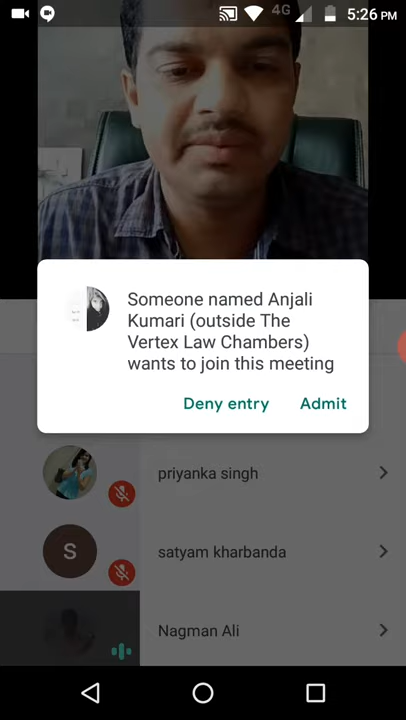 4G
5:26 PM
Someone named Anjali
Kumari (outside The
Vertex Law Chambers)
wants to join this meeting
Deny entry Admit
priyanka singh
S
satyam kharbanda
Nagman Ali